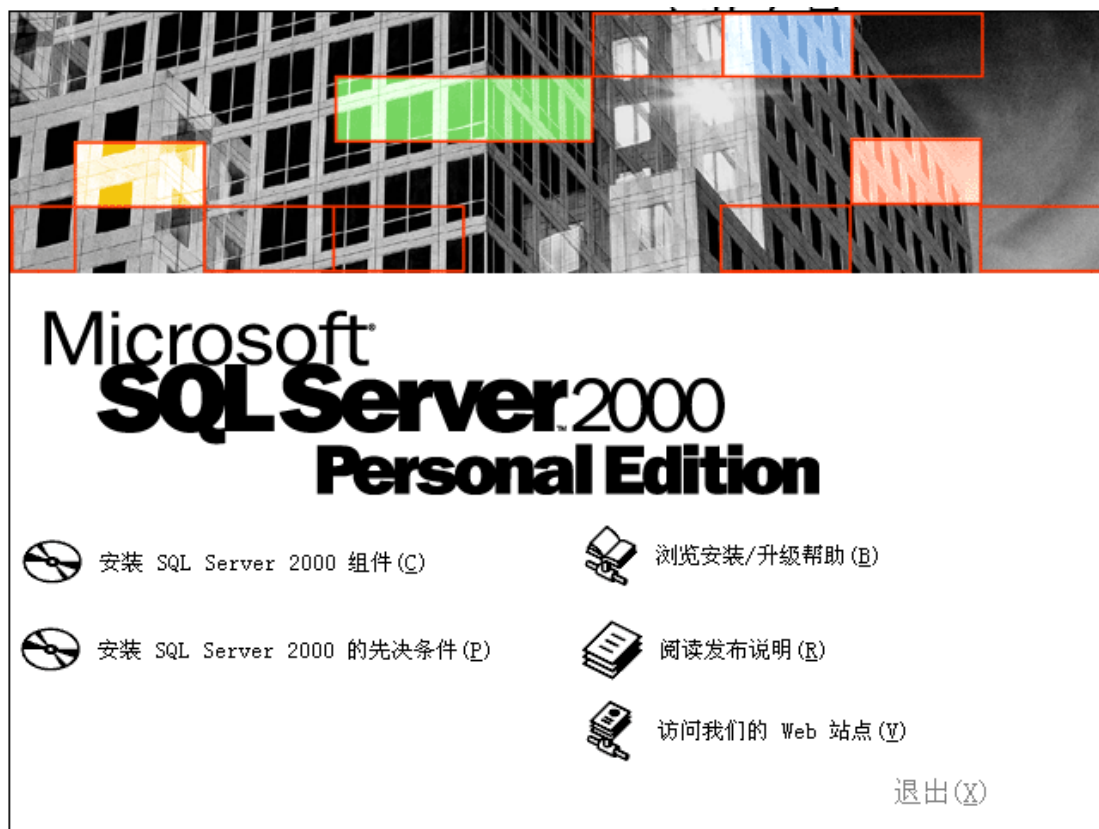 Microsoft®
SQL Server™ 2000
Personal Edition
安装 SQL Server 2000 组件(C)
安装 SQL Server 2000 的先决条件(P)
浏览安装/升级帮助(B)
阅读发布说明(R)
访问我们的 Web 站点(V)
退出(X)